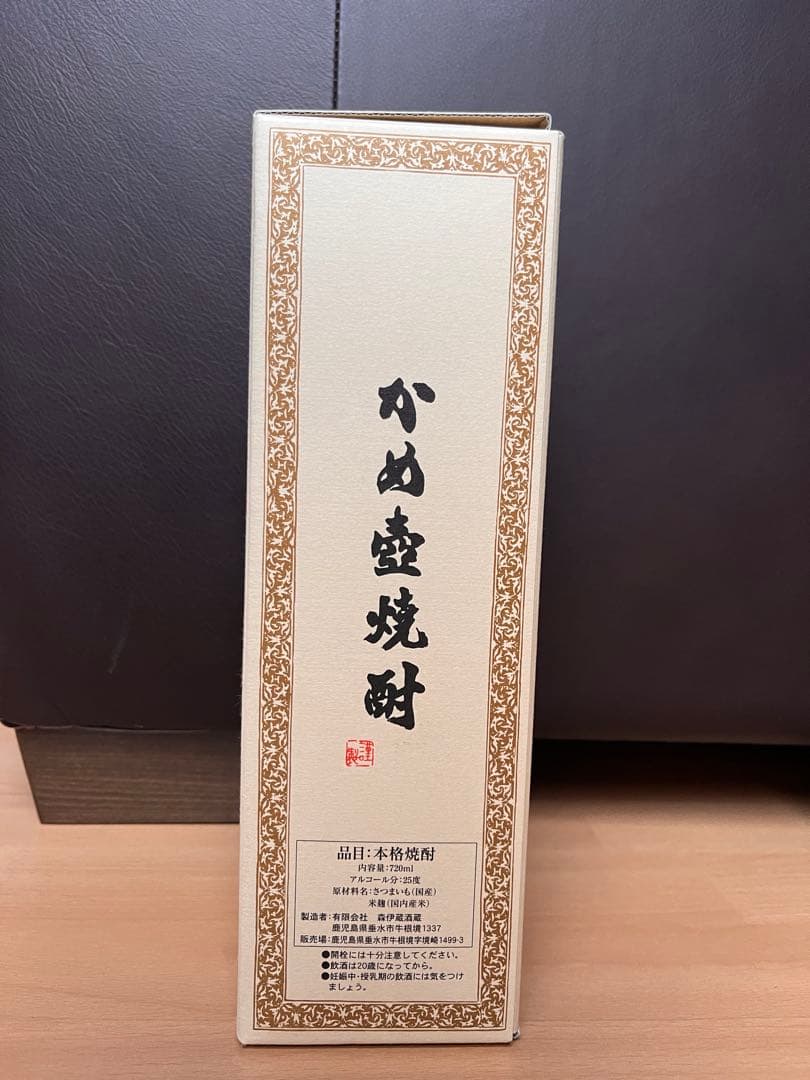 かめ壺焼酎
謹製
品目：本格焼酎
内容量：720ml
アルコール分：25度
原材料名：さつまいも（国産）
米麹（国内産米）
製造者：有限会社　森伊蔵酒蔵
鹿児島県垂水市牛根境1337
販売場：鹿児島県垂水市牛根境字境崎1499-3
●開栓には十分注意してください。
●飲酒は20歳になってから。
●妊娠中・授乳期の飲酒には気をつけ
ましょう。